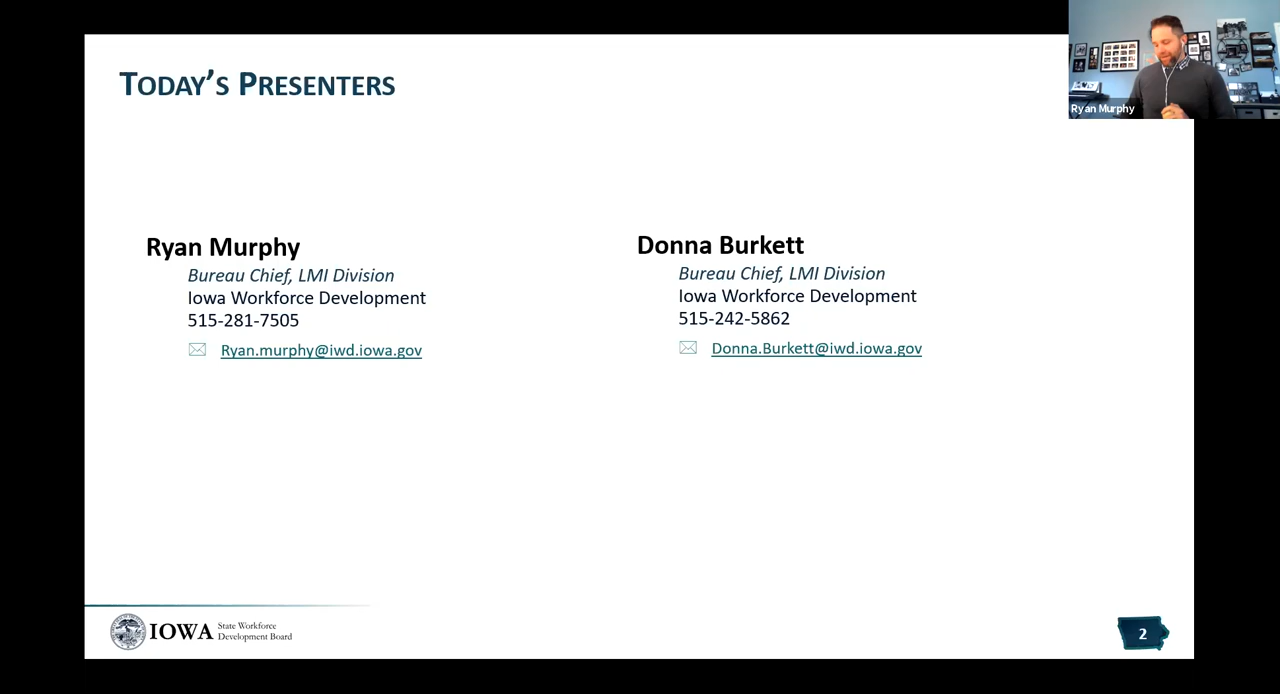 TODAY'S PRESENTERS
Ryan Murphy
Ryan Murphy
Bureau Chief, LMI Division
Iowa Workforce Development
515-281-7505
Ryan.murphy@iwd.iowa.gov
Donna Burkett
Bureau Chief, LMI Division
Iowa Workforce Development
515-242-5862
Donna.Burkett@iwd.iowa.gov
IOWA
State Workforce
Development Board
2